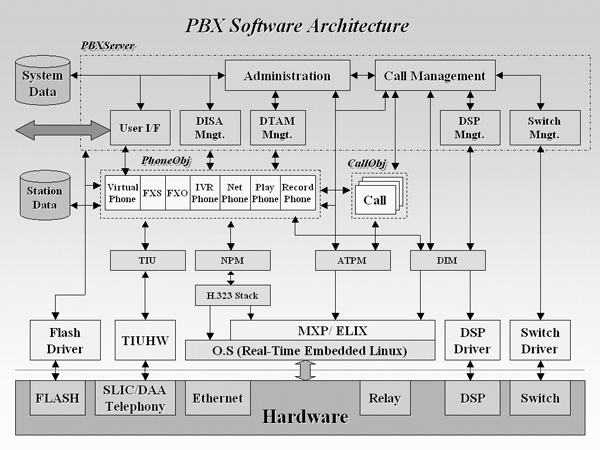 PBX Software Architecture
PBXServer
System
Data
Administration
Call Management
User I/F
DISA
Mngt.
DTAM
Mngt.
DSP
Mngt.
Switch
Mngt.
PhoneObj
CallObj
Station
Data
Virtual
Phone
FXS
FXO
IVR
Phone
Net
Phone
Play
Phone
Record
Phone
Call
TIU
NPM
ATPM
DIM
H.323 Stack
Flash
Driver
TIUHW
MXP/ ELIX
O.S (Real-Time Embedded Linux)
DSP
Driver
Switch
Driver
FLASH
SLIC/DAA
Telephony
Ethernet
Relay
DSP
Switch
Hardware